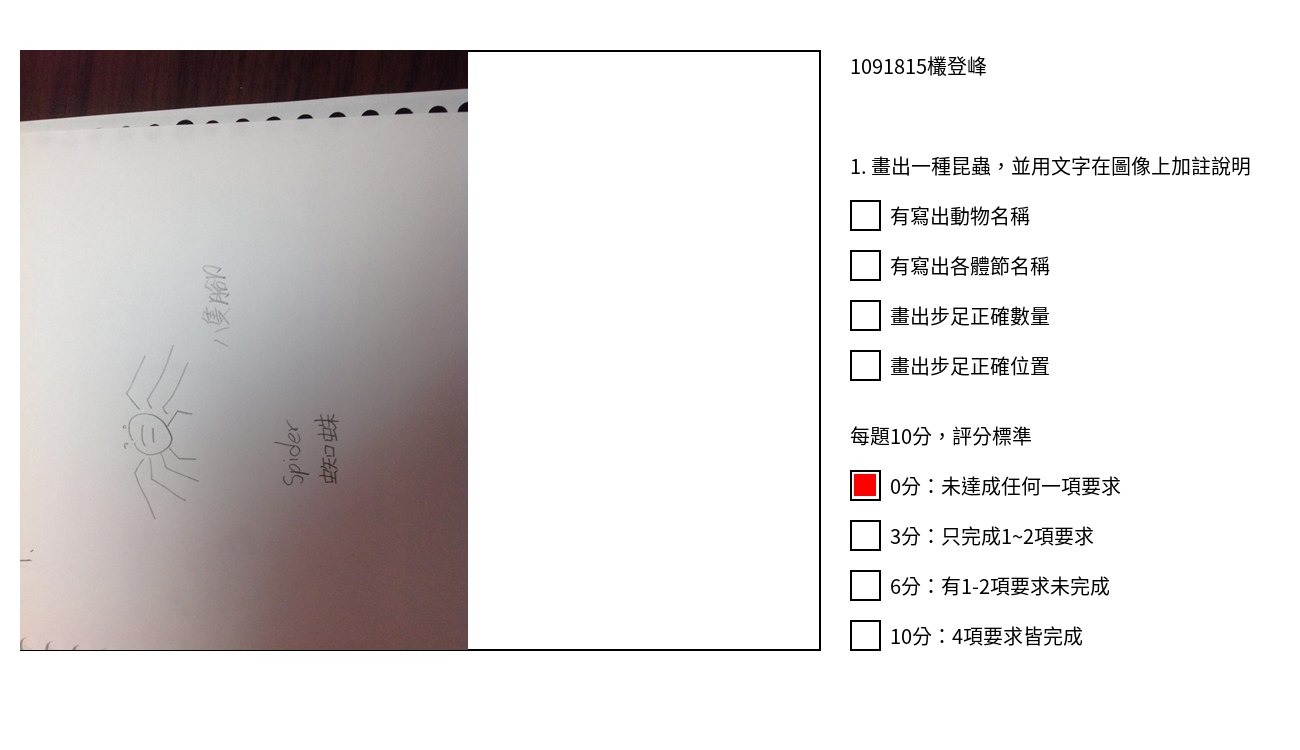 八隻腳
Spider
蜘蛛
1.
1091815欉登峰
1. 畫出一種昆蟲，並用文字在圖像上加註說明
有寫出動物名稱
有寫出各體節名稱
畫出步足正確數量
畫出步足正確位置
每題10分，評分標準
0分：未達成任何一項要求
3分：只完成1~2項要求
6分：有1-2項要求未完成
10分：4項要求皆完成